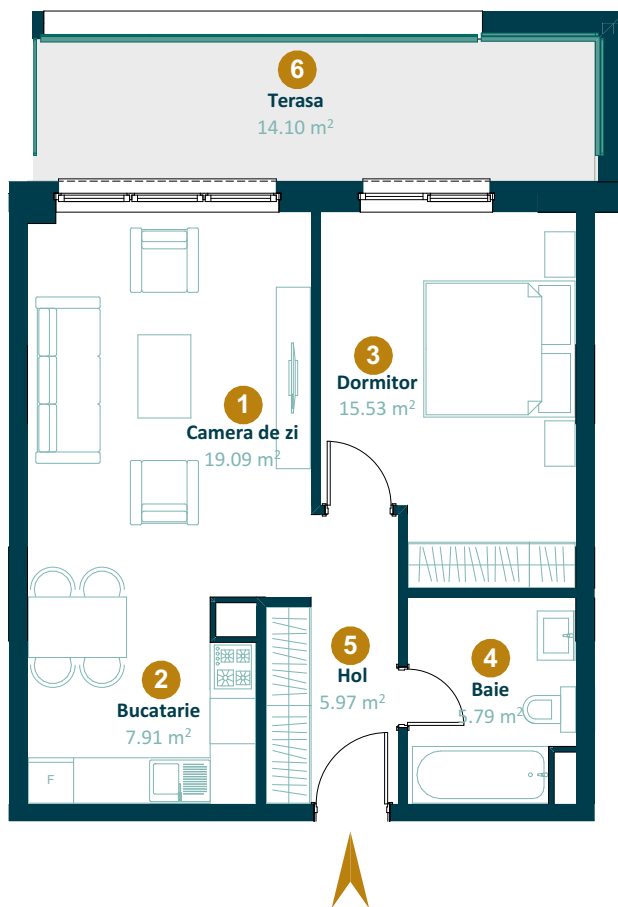 6
Terasa
14.10 m²
3
Dormitor
15.53 m²
1
Camera de zi
19.09 m²
5
Hol
5.97 m²
4
Baie
5.79 m²
2
Bucatarie
7.91 m²
F